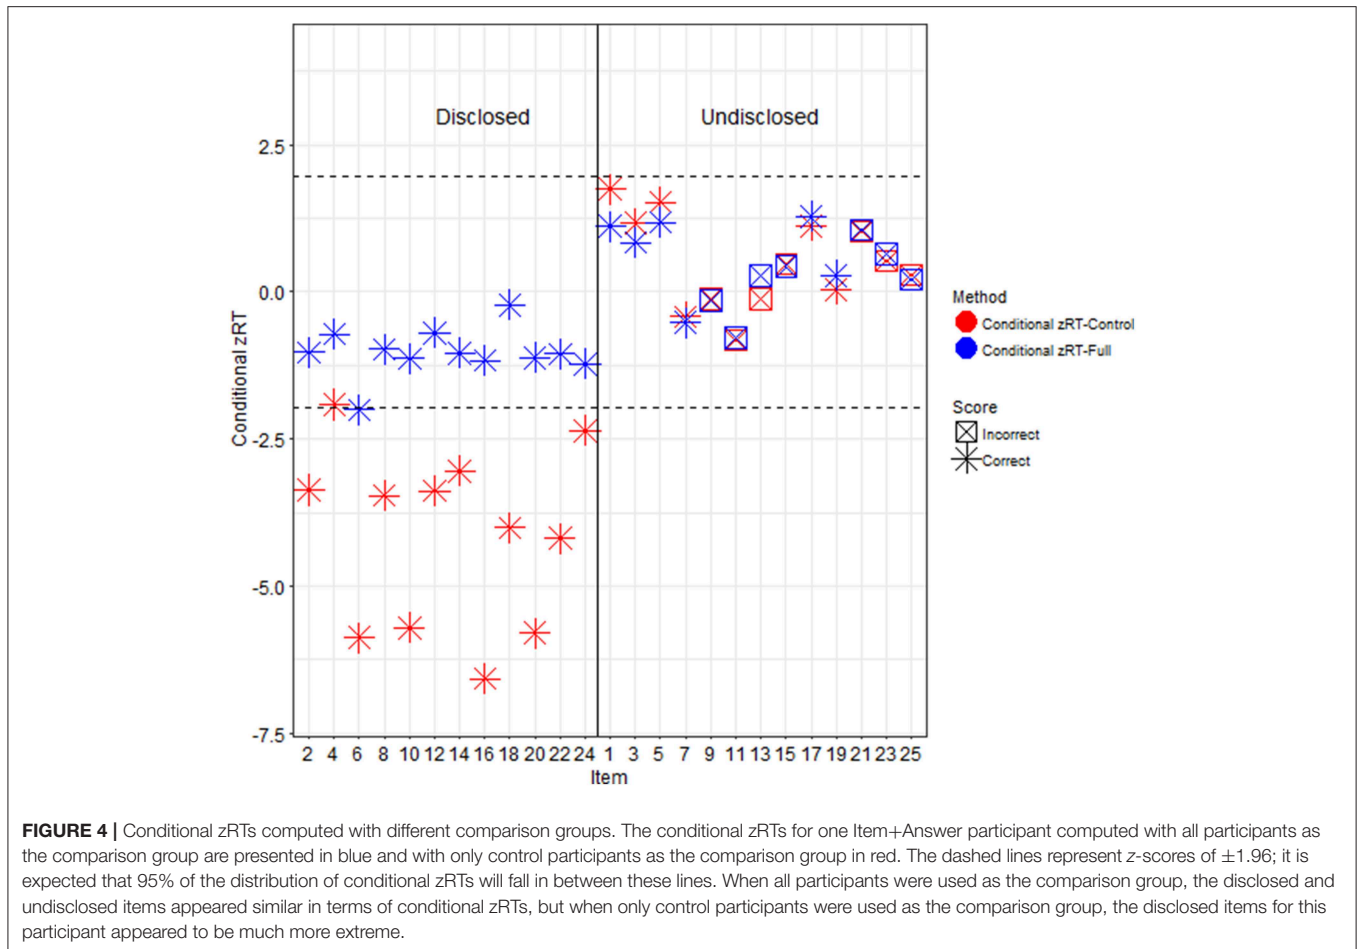 Disclosed
Undisclosed
2.5
0.0
-2.5
-5.0
-7.5
Conditional zRT
2 4 6 8 10 12 14 16 18 20 22 24 1 3 5 7 9 11 13 15 17 19 21 23 25
Item
Method
Conditional zRT-Control
Conditional zRT-Full
Score
Incorrect
Correct
FIGURE 4 | Conditional zRTs computed with different comparison groups. The conditional zRTs for one Item+Answer participant computed with all participants as
the comparison group are presented in blue and with only control participants as the comparison group in red. The dashed lines represent z-scores of ±1.96; it is
expected that 95% of the distribution of conditional zRTs will fall in between these lines. When all participants were used as the comparison group, the disclosed and
undisclosed items appeared similar in terms of conditional zRTs, but when only control participants were used as the comparison group, the disclosed items for this
participant appeared to be much more extreme.